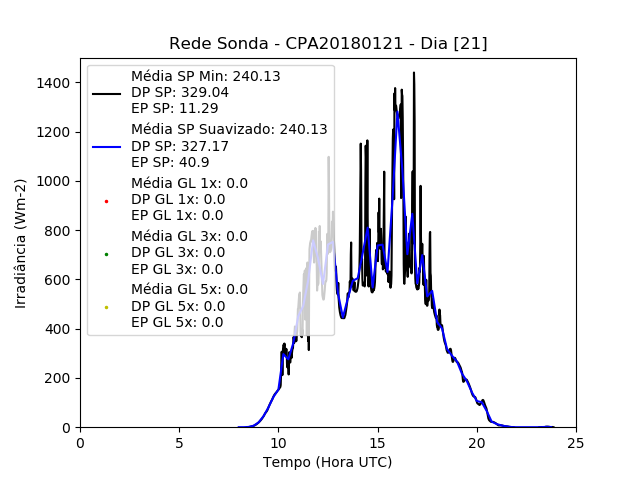 Rede Sonda - CPA20180121 - Dia [21]
Irradiância (Wm-2)
1400
1200
1000
800
600
400
200
0
Média SP Min: 240.13
DP SP: 329.04
EP SP: 11.29
Média SP Suavizado: 240.13
DP SP: 327.17
EP SP: 40.9
Média GL 1x: 0.0
DP GL 1x: 0.0
EP GL 1x: 0.0
Média GL 3x: 0.0
DP GL 3x: 0.0
EP GL 3x: 0.0
Média GL 5x: 0.0
DP GL 5x: 0.0
EP GL 5x: 0.0
0 5 10 15 20 25
Tempo (Hora UTC)